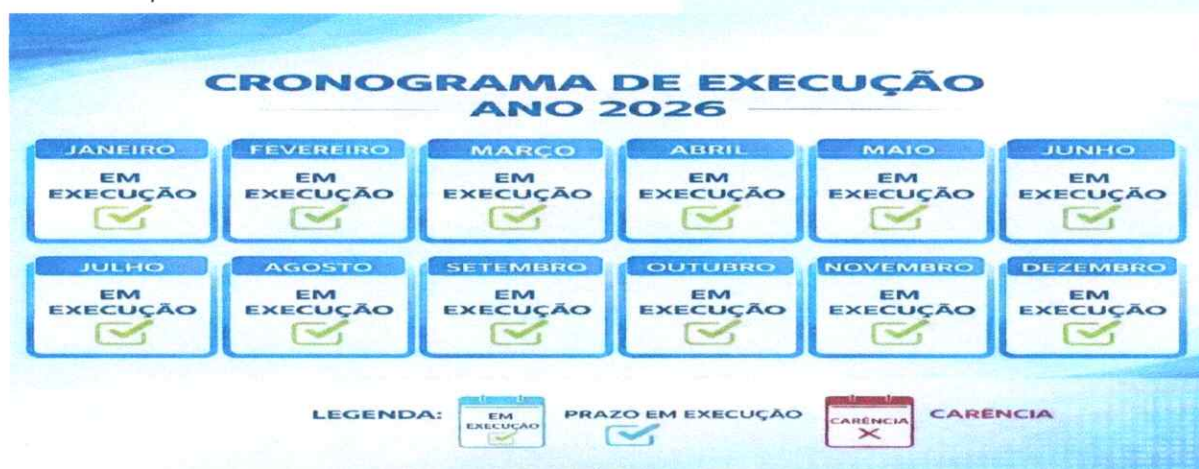 CRONOGRAMA DE EXECUÇÃO
ANO 2026
JANEIRO FEVEREIRO MARÇO ABRIL MAIO JUNHO
EM EM EM EM EM EM
EXECUÇÃO EXECUÇÃO EXECUÇÃO EXECUÇÃO EXECUÇÃO EXECUÇÃO
JULHO AGOSTO SETEMBRO OUTUBRO NOVEMBRO DEZEMBRO
EM EM EM EM EM EM
EXECUÇÃO EXECUÇÃO EXECUÇÃO EXECUÇÃO EXECUÇÃO EXECUÇÃO
LEGENDA: EM EXECUÇÃO PRAZO EM EXECUÇÃO CARÊNCIA CARÊNCIA